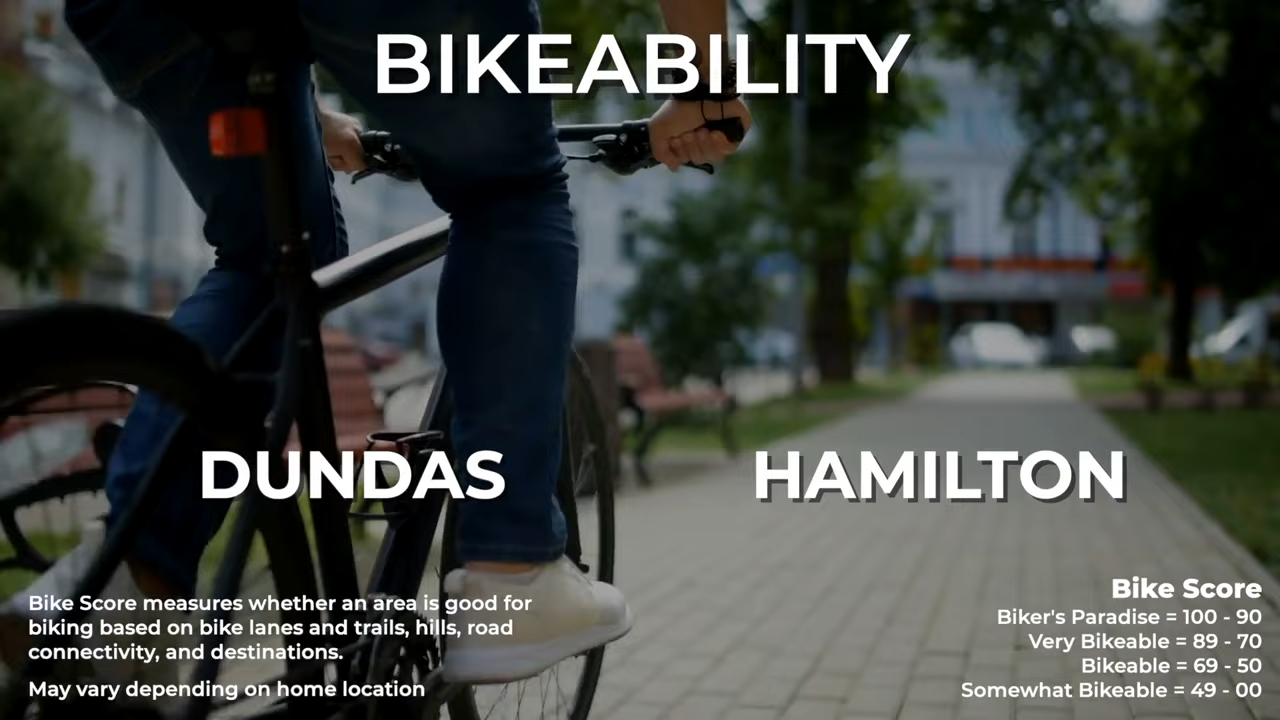 BIKEABILITY
DUNDAS
HAMILTON
Bike Score measures whether an area is good for
biking based on bike lanes and trails, hills, road
connectivity, and destinations.
May vary depending on home location
Bike Score
Biker's Paradise = 100 - 90
Very Bikeable = 89 - 70
Bikeable = 69 - 50
Somewhat Bikeable = 49 - 00